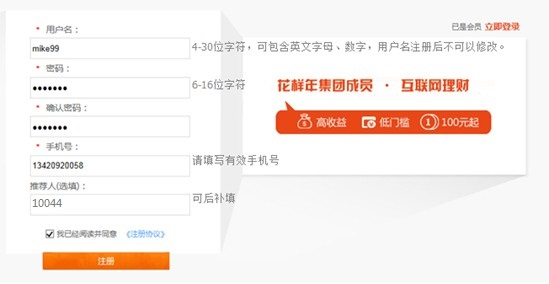 * 用户名：
mike99
4-30位字符，可包含英文字母、数字，用户名注册后不可以修改。
* 密码：
●●●●●●●
6-16位字符
* 确认密码：
●●●●●●●
* 手机号：
13420920058
请填写有效手机号
推荐人(选填)：
10044
可后补填
我已经阅读并同意 《注册协议》
注册
已是会员 立即登录
花样年集团成员 · 互联网理财
$ 高收益 低门槛 1 100元起